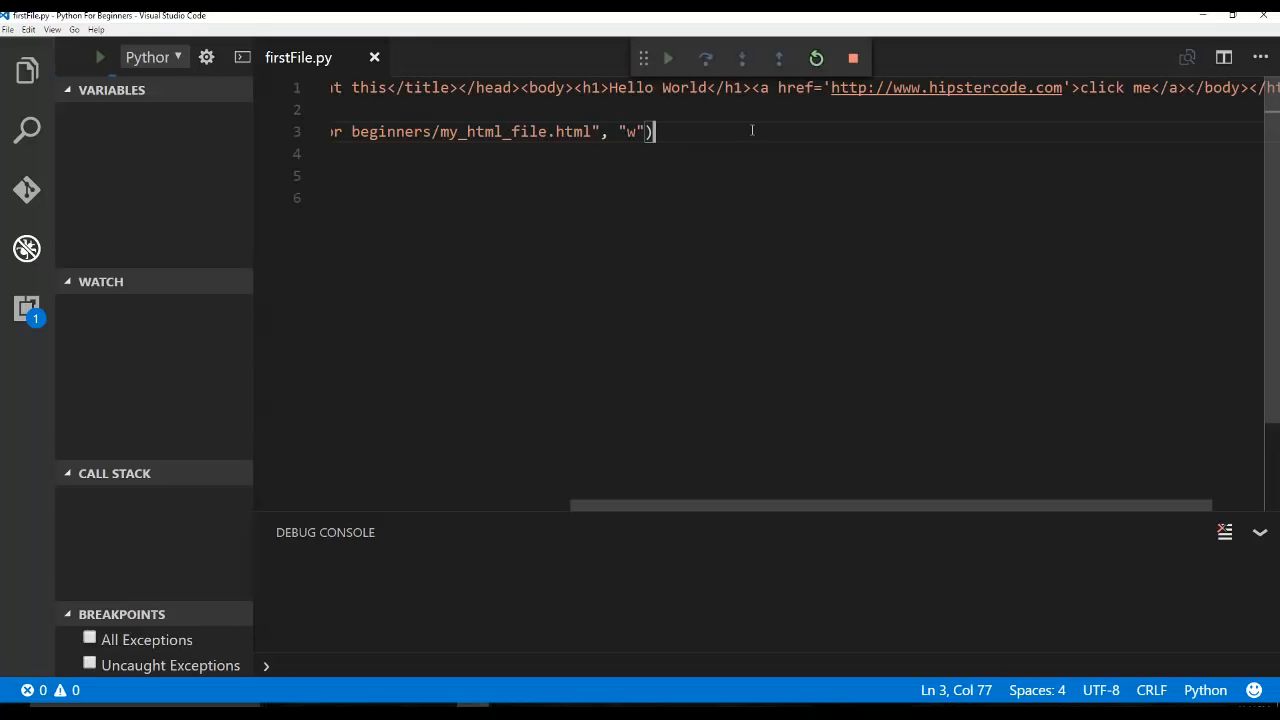 firstFile.py - Python For Beginners - Visual Studio Code
File Edit View Go Help
Python
firstFile.py
VARIABLES
1 nt this</title></head><body><h1>Hello World</h1><a href='http://www.hipstercode.com'>click me</a></body></ht
2
3 or beginners/my_html_file.html", "w")
4
5
6
WATCH
CALL STACK
DEBUG CONSOLE
BREAKPOINTS
All Exceptions
Uncaught Exceptions
1
0 0
Ln 3, Col 77 Spaces: 4 UTF-8 CRLF Python